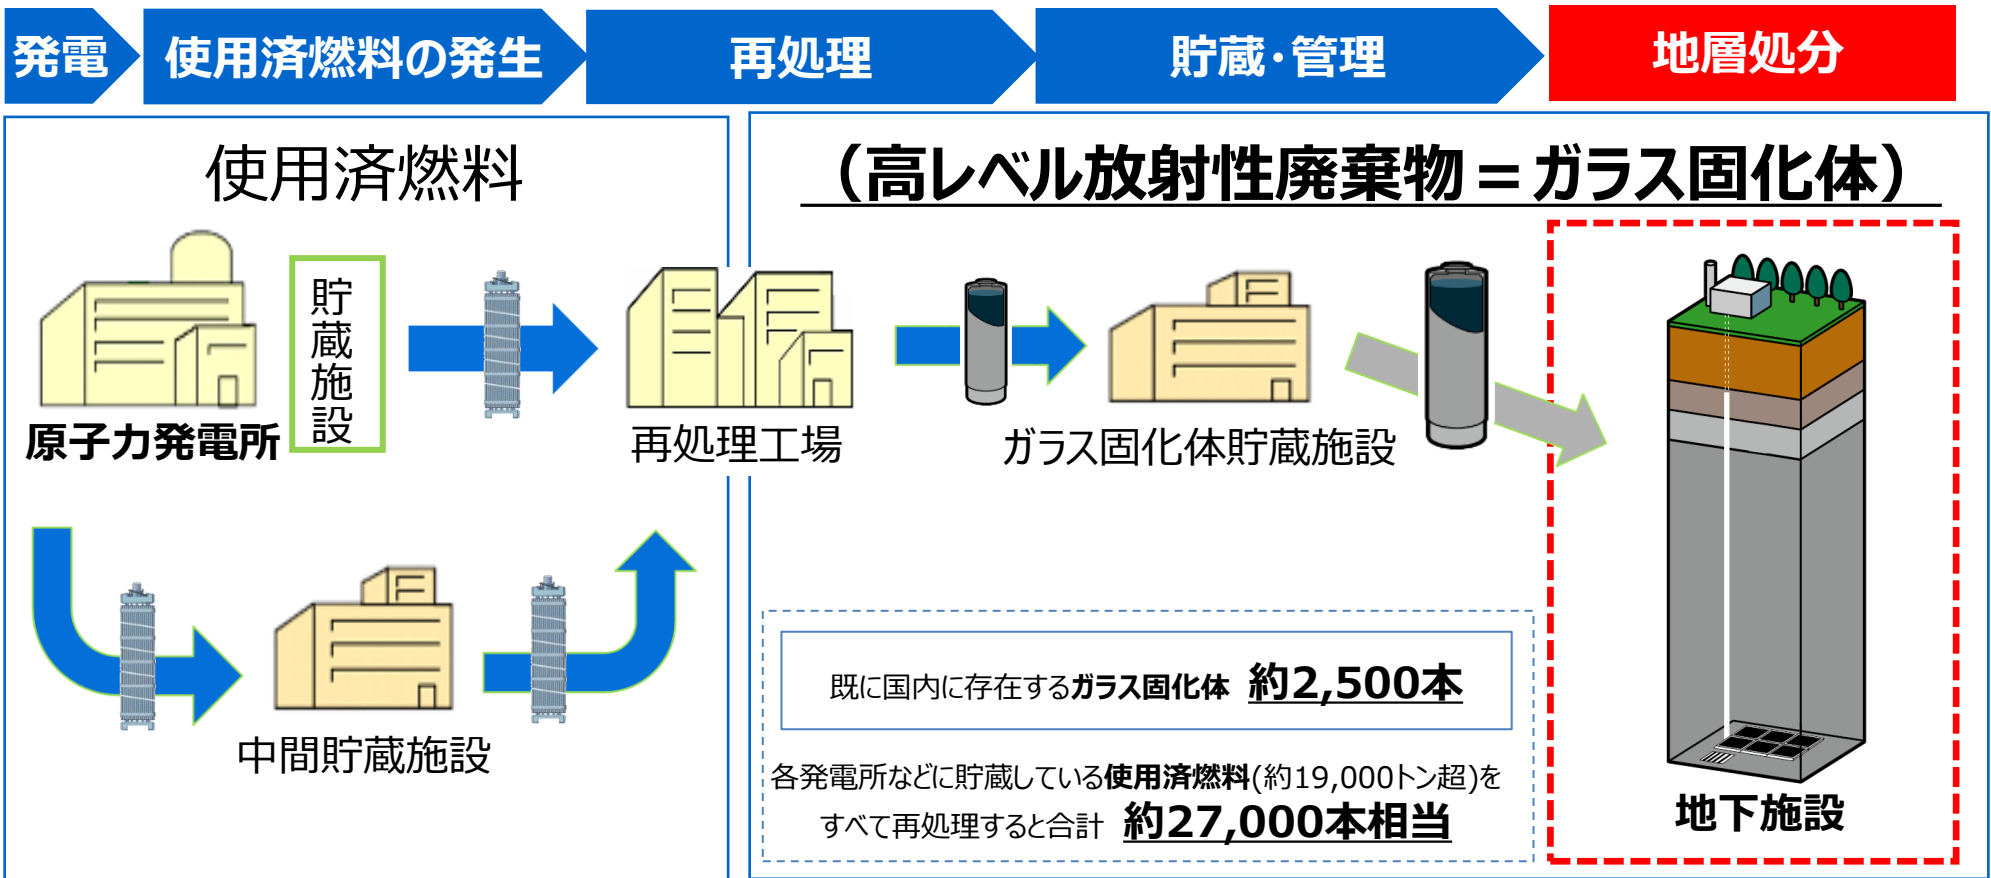 発電
使用済燃料の発生
再処理
貯蔵・管理
地層処分
使用済燃料
貯蔵施設
原子力発電所
再処理工場
中間貯蔵施設
(高レベル放射性廃棄物＝ガラス固化体)
ガラス固化体貯蔵施設
既に国内に存在するガラス固化体 約2,500本
各発電所などに貯蔵している使用済燃料(約19,000トン超)を
すべて再処理すると合計 約27,000本相当
地下施設